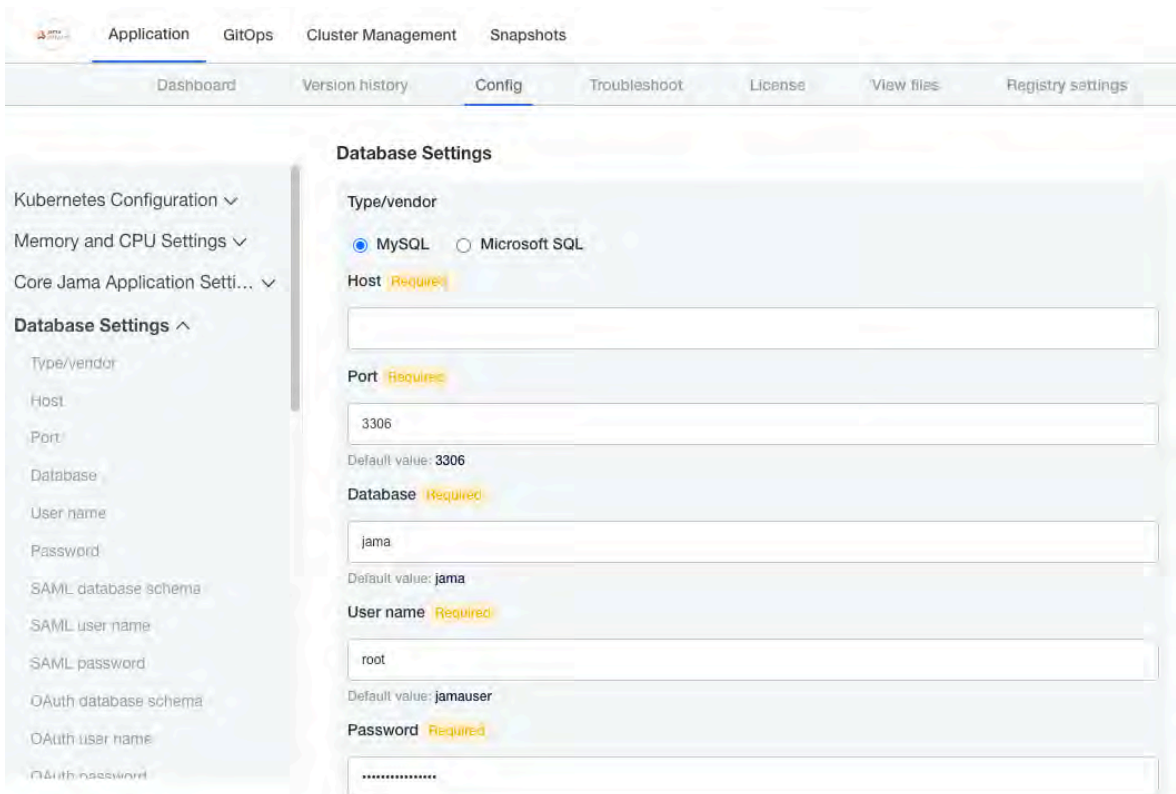 Application GitOps Cluster Management Snapshots
Dashboard Version history Config Troubleshoot License View files Registry settings
Kubernetes Configuration
Memory and CPU Settings
Core Jama Application Setti...
Database Settings
Type/vendor
Host
Port
Database
User name
Password
SAML database schema
SAML user name
SAML password
OAuth database schema
OAuth user name
OAuth password
Database Settings
Type/vendor
MySQL Microsoft SQL
Host Required
Port Required
3306
Default value: 3306
Database Required
jama
Default value: jama
User name Required
root
Default value: jamauser
Password Required
••••••••••••••••